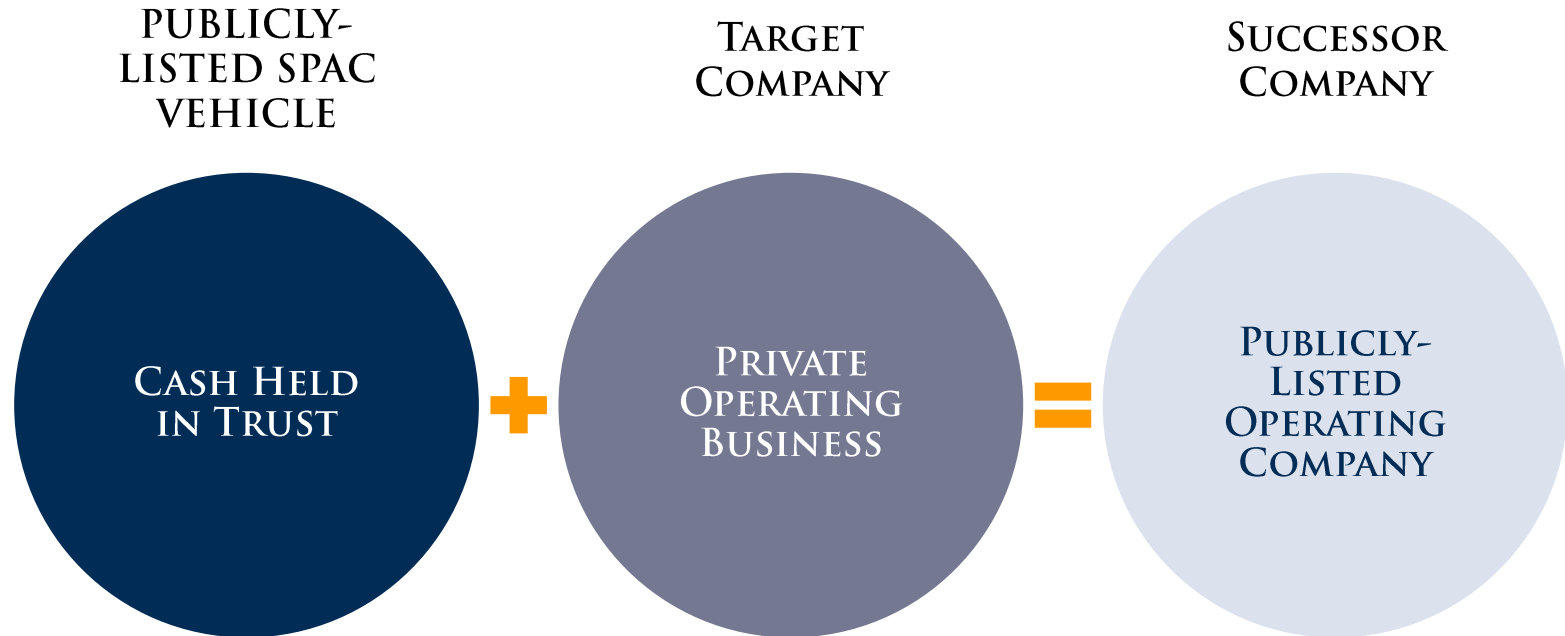 PUBLICLY-
LISTED SPAC
VEHICLE
TARGET
COMPANY
SUCCESSOR
COMPANY
CASH HELD
IN TRUST
PRIVATE
OPERATING
BUSINESS
PUBLICLY-
LISTED
OPERATING
COMPANY